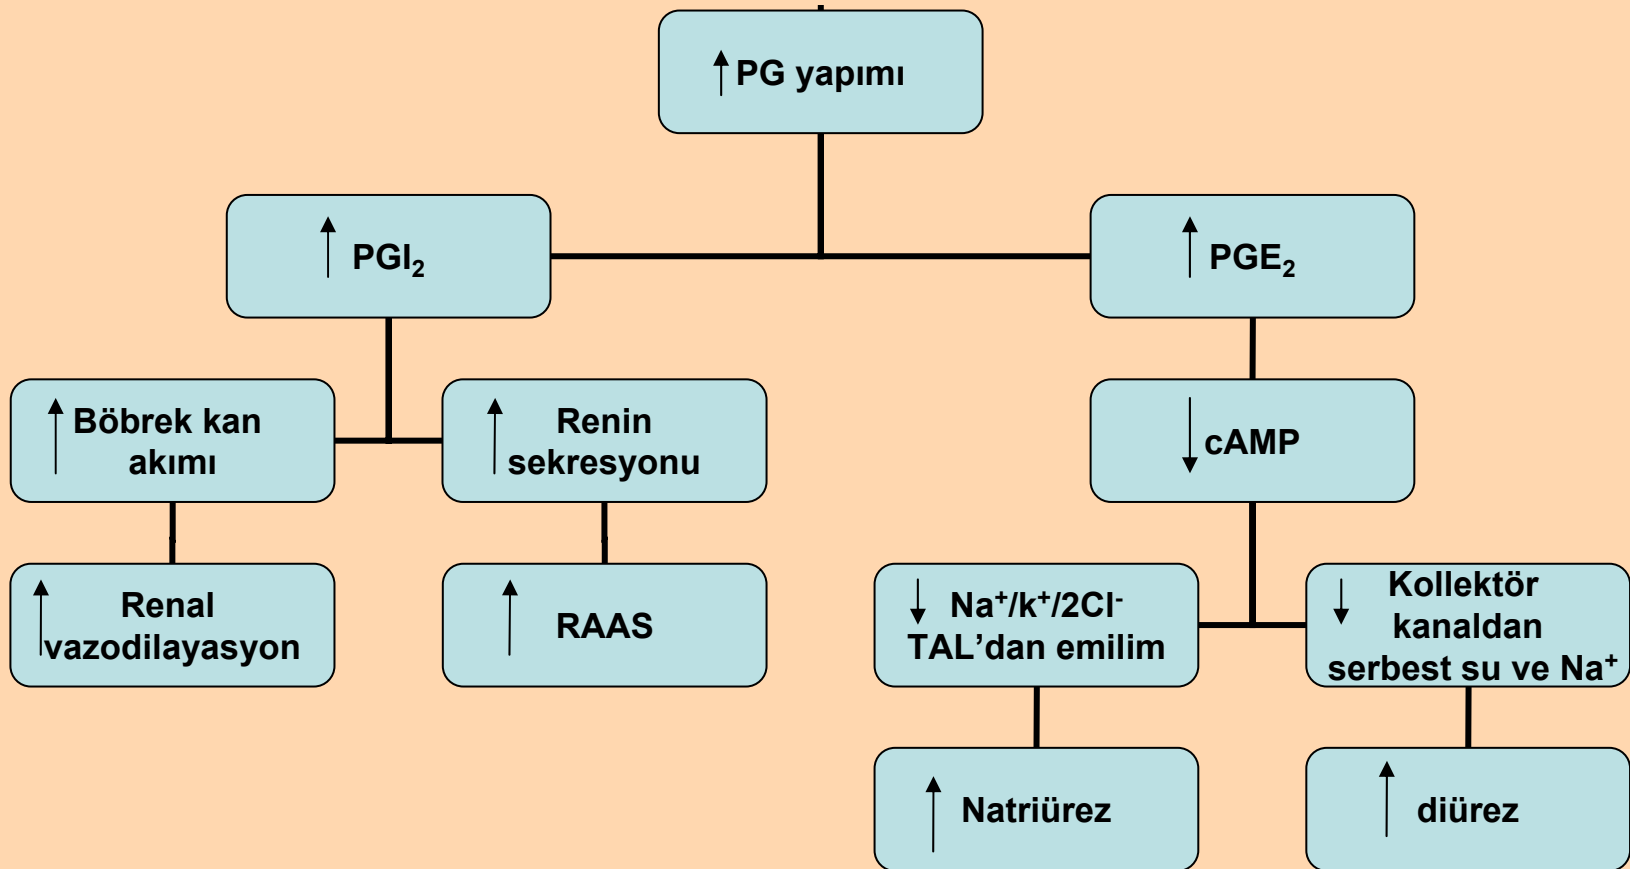 ↑ PG yapımı
↑ PGI₂
↑ PGE₂
↑ Böbrek kan
akımı
↑ Renin
sekresyonu
↓ cAMP
↑ Renal
vazodilayasyon
↑ RAAS
↓ Na⁺/k⁺/2Cl⁻
TAL’dan emilim
↓ Kollektör
kanaldan
serbest su ve Na⁺
↑ Natriürez
↑ diürez